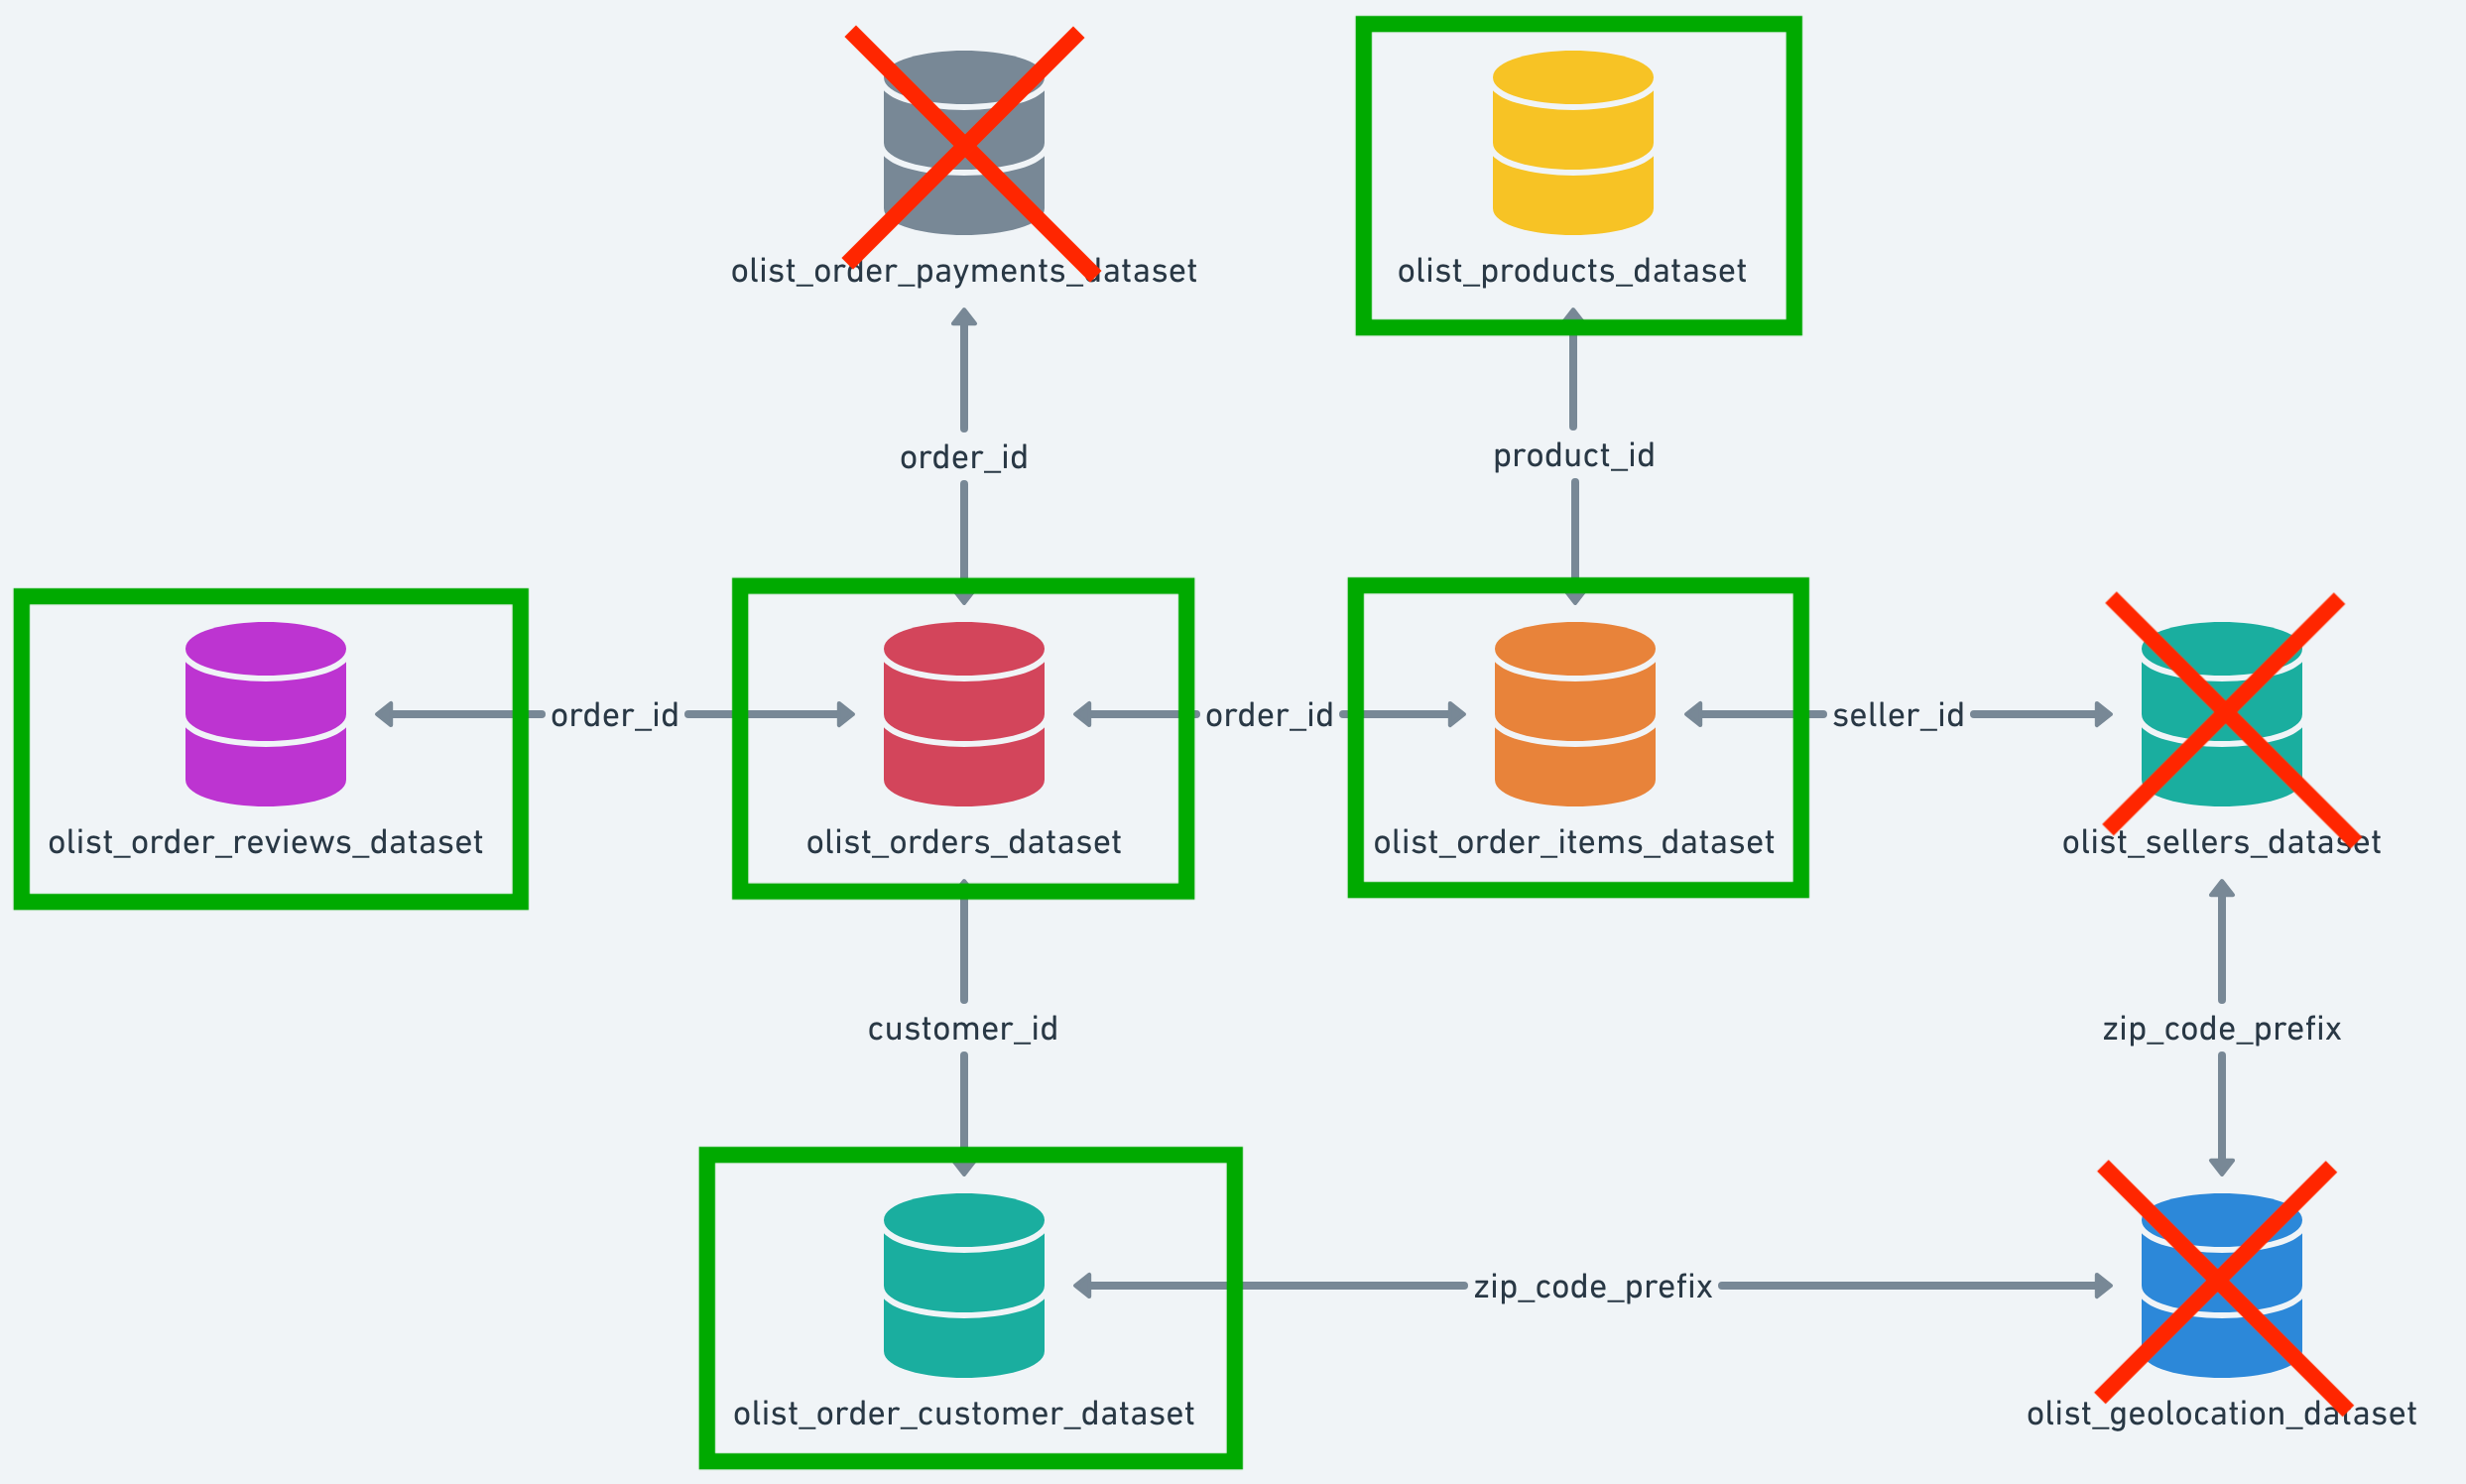 olist_order_payments_dataset
olist_products_dataset
order_id
product_id
order_id
order_id
seller_id
olist_order_reviews_dataset
olist_orders_dataset
olist_order_items_dataset
olist_sellers_dataset
customer_id
zip_code_prefix
zip_code_prefix
olist_order_customer_dataset
olist_geolocation_dataset